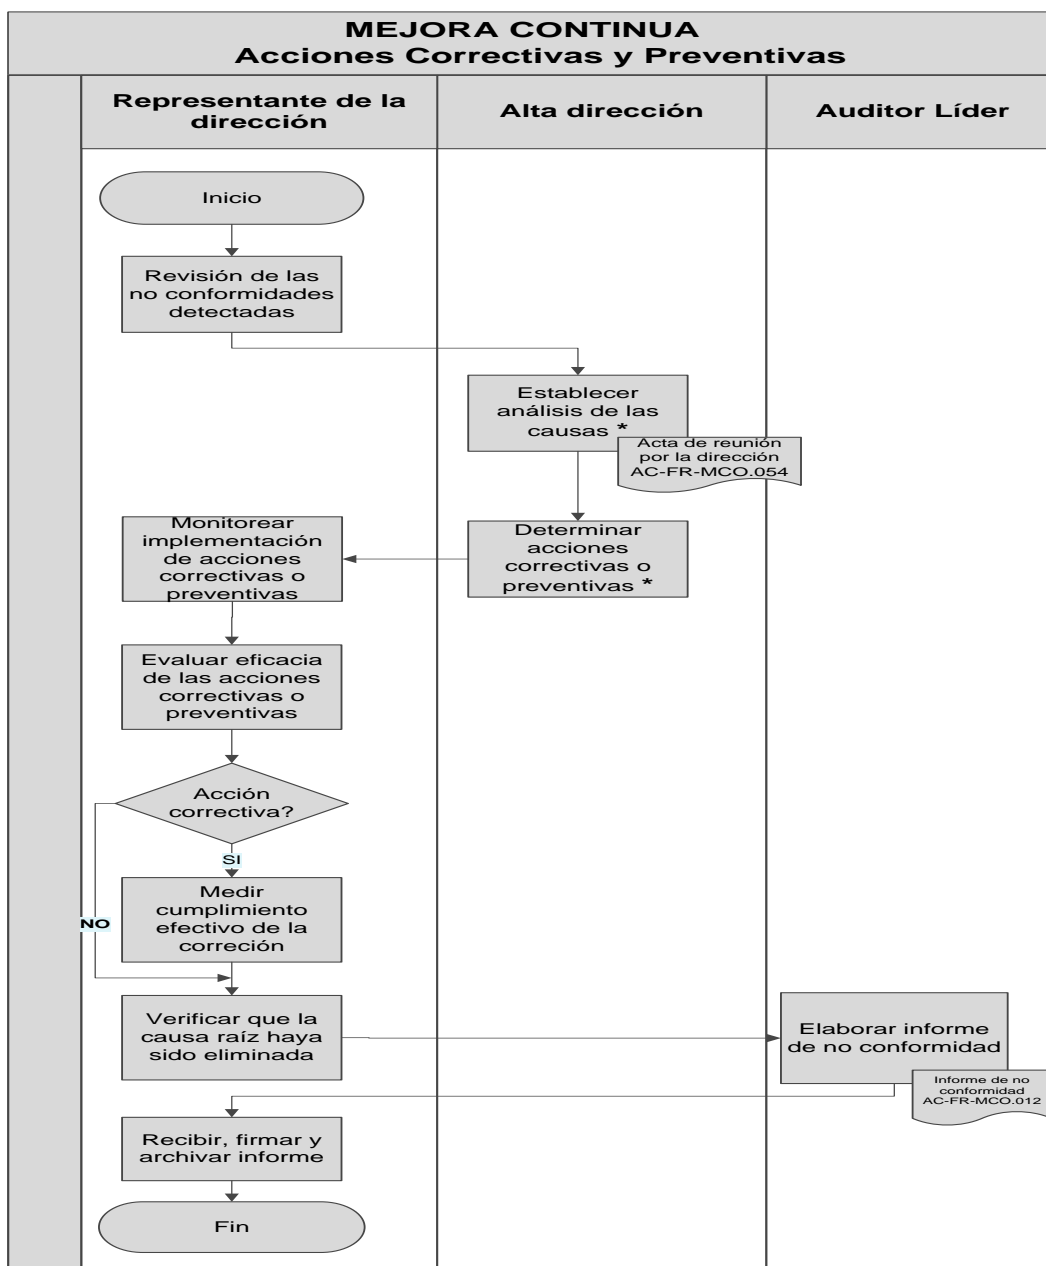 MEJORA CONTINUA
Acciones Correctivas y Preventivas
Representante de la
dirección
Alta dirección
Auditor Líder
Inicio
Revisión de las
no conformidades
detectadas
Establecer
análisis de las
causas *
Acta de reunión
por la dirección
AC-FR-MCO.054
Determinar
acciones
correctivas o
preventivas *
Monitorear
implementación
de acciones
correctivas o
preventivas
Evaluar eficacia
de las acciones
correctivas o
preventivas
Acción
correctiva?
SI
NO
Medir
cumplimiento
efectivo de la
correción
Verificar que la
causa raíz haya
sido eliminada
Elaborar informe
de no conformidad
Informe de no
conformidad
AC-FR-MCO.012
Recibir, firmar y
archivar informe
Fin